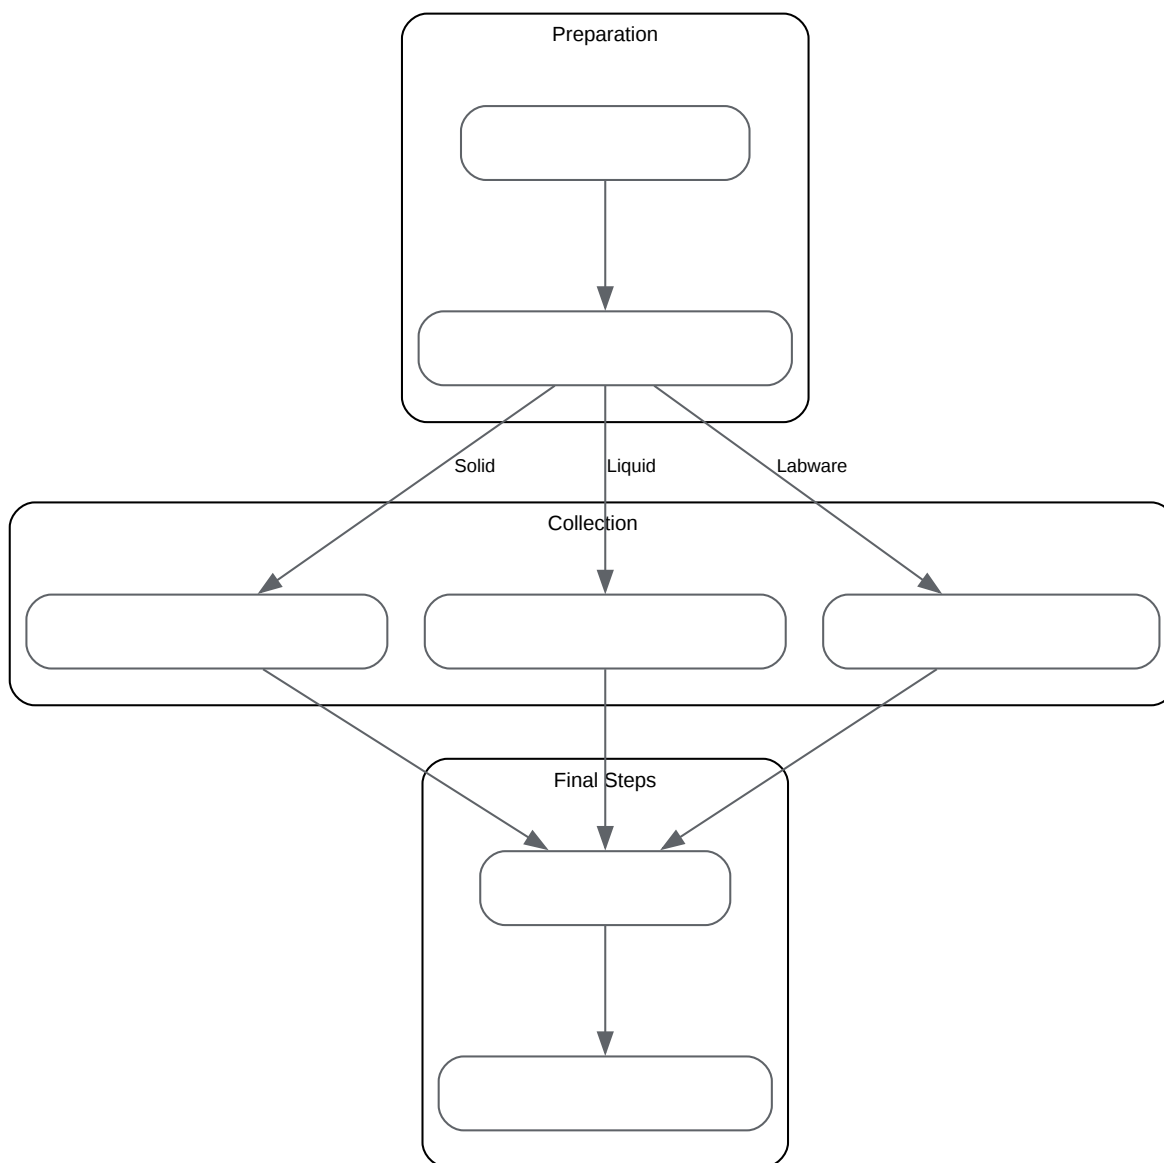 Preparation
Solid
Liquid
Labware
Collection
Final Steps